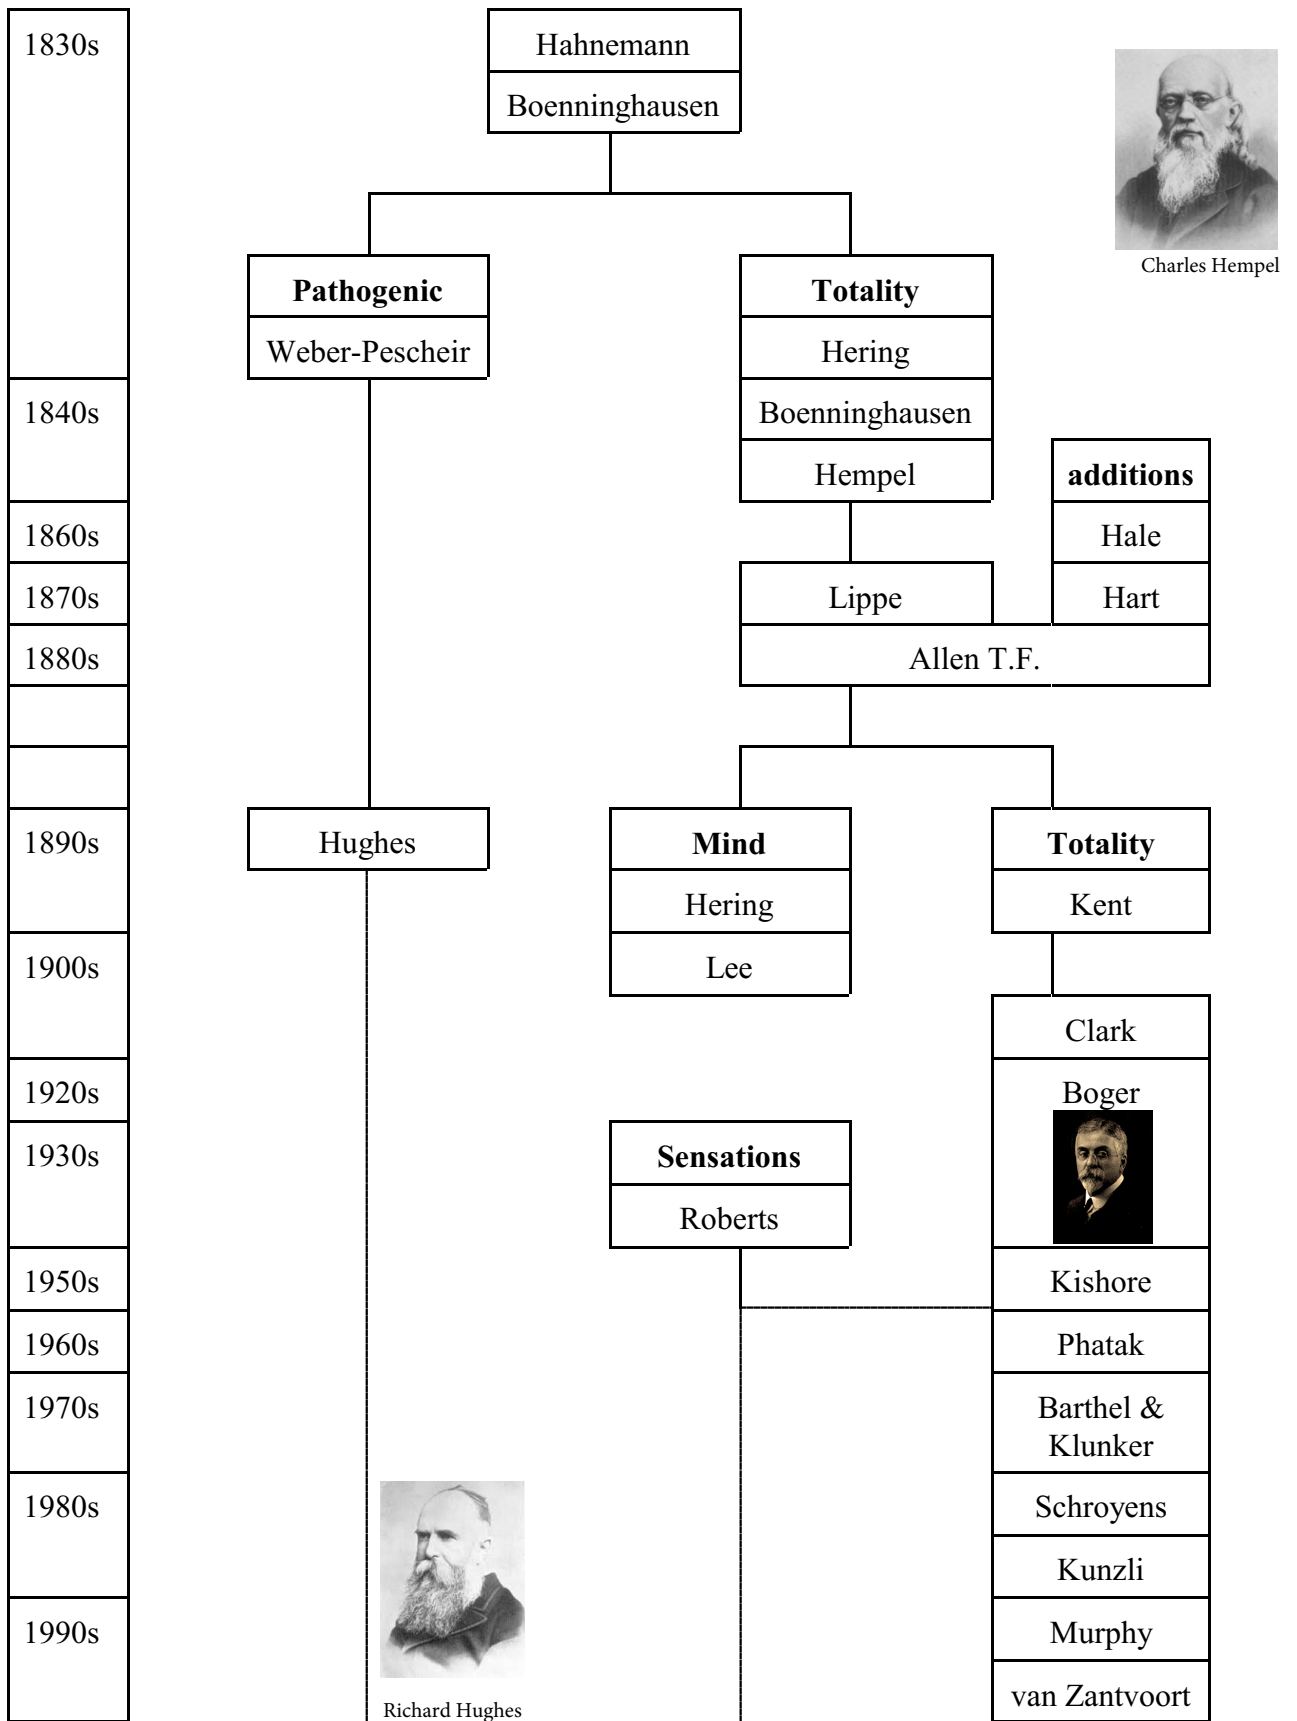 1830s
Hahnemann
Boenninghausen
Charles Hempel
Pathogenic
Totality
Weber-Pescheir
Hering
1840s
Boenninghausen
Hempel
additions
1860s
Hale
1870s
Lippe
Hart
1880s
Allen T.F.
1890s
Hughes
Mind
Totality
Hering
Kent
1900s
Lee
Clark
1920s
Boger
1930s
Sensations
Roberts
1950s
Kishore
1960s
Phatak
1970s
Barthel &
Klunker
1980s
Schroyens
Kunzli
1990s
Murphy
van Zantvoort
Richard Hughes